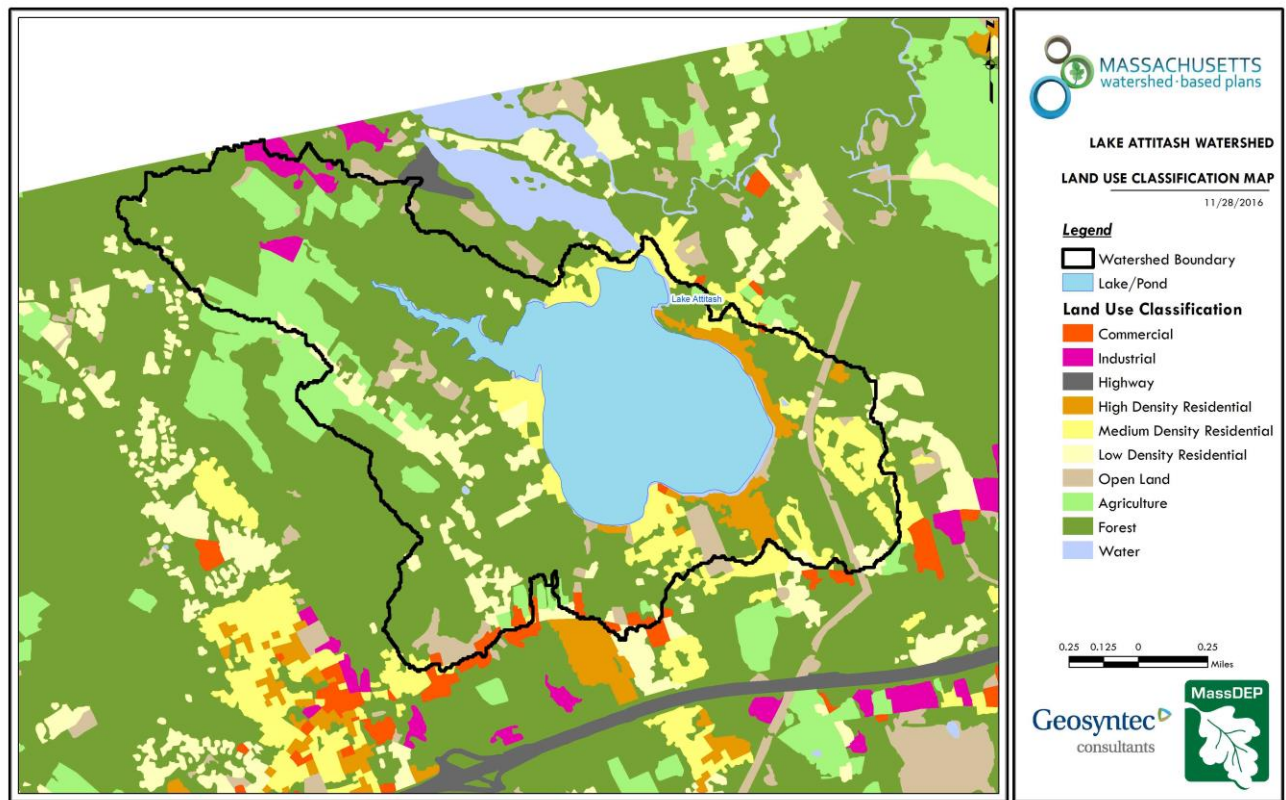 Lake Attitash
MASSACHUSETTS
watershed·based plans
LAKE ATTITASH WATERSHED
LAND USE CLASSIFICATION MAP
11/28/2016
Legend
Watershed Boundary
Lake/Pond
Land Use Classification
Commercial
Industrial
Highway
High Density Residential
Medium Density Residential
Low Density Residential
Open Land
Agriculture
Forest
Water
0.25 0.125 0 0.25
Miles
Geosyntec
consultants
MassDEP